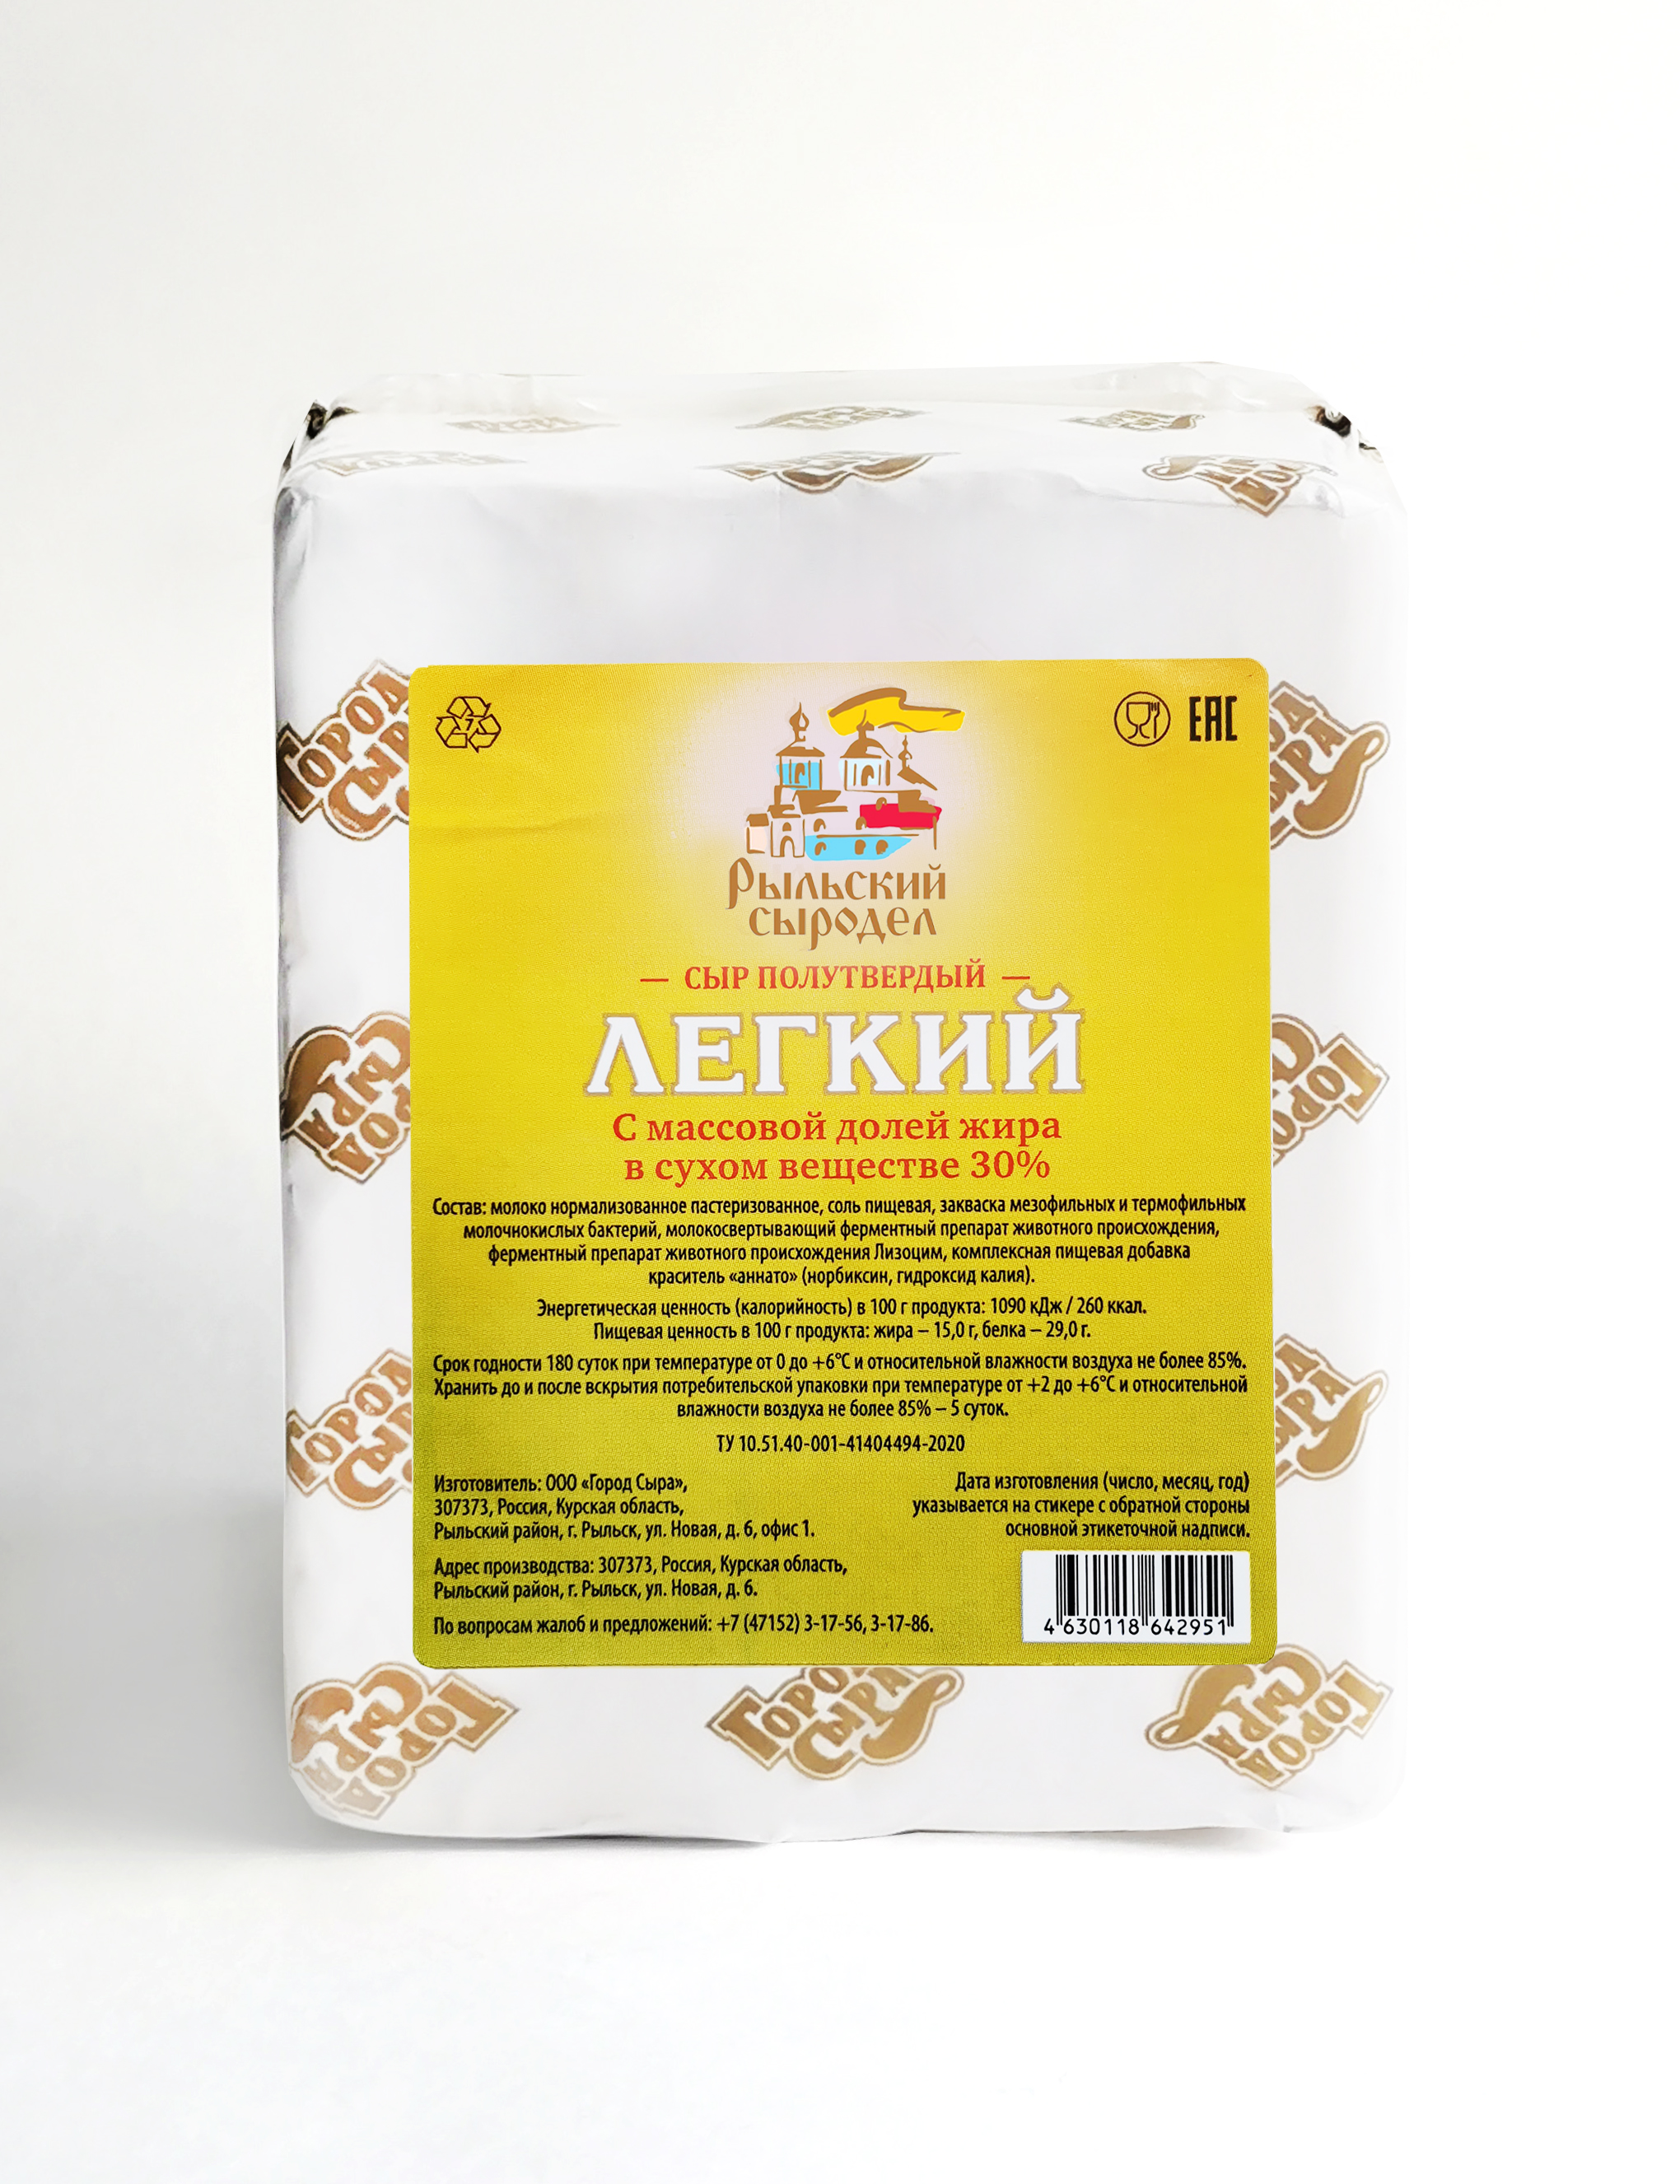 7
ЕАС
Рыльский
сыродел
— СЫР ПОЛУТВЕРДЫЙ —
ЛЕГКИЙ
С массовой долей жира
в сухом веществе 30%
Состав: молоко нормализованное пастеризованное, соль пищевая, закваска мезофильных и термофильных
молочнокислых бактерий, молокосвертывающий ферментный препарат животного происхождения,
ферментный препарат животного происхождения Лизоцим, комплексная пищевая добавка
краситель «аннато» (норбиксин, гидроксид калия).
Энергетическая ценность (калорийность) в 100 г продукта: 1090 кДж / 260 ккал.
Пищевая ценность в 100 г продукта: жира – 15,0 г, белка – 29,0 г.
Срок годности 180 суток при температуре от 0 до +6°С и относительной влажности воздуха не более 85%.
Хранить до и после вскрытия потребительской упаковки при температуре от +2 до +6°С и относительной
влажности воздуха не более 85% – 5 суток.
ТУ 10.51.40-001-41404494-2020
Изготовитель: ООО «Город Сыра»,
307373, Россия, Курская область,
Рыльский район, г. Рыльск, ул. Новая, д. 6, офис 1.
Адрес производства: 307373, Россия, Курская область,
Рыльский район, г. Рыльск, ул. Новая, д. 6.
По вопросам жалоб и предложений: +7 (47152) 3-17-56, 3-17-86.
Дата изготовления (число, месяц, год)
указывается на стикере с обратной стороны
основной этикеточной надписи.
4 630118 642951
ГОРОД
СЫРА
ГОРОД
СЫРА